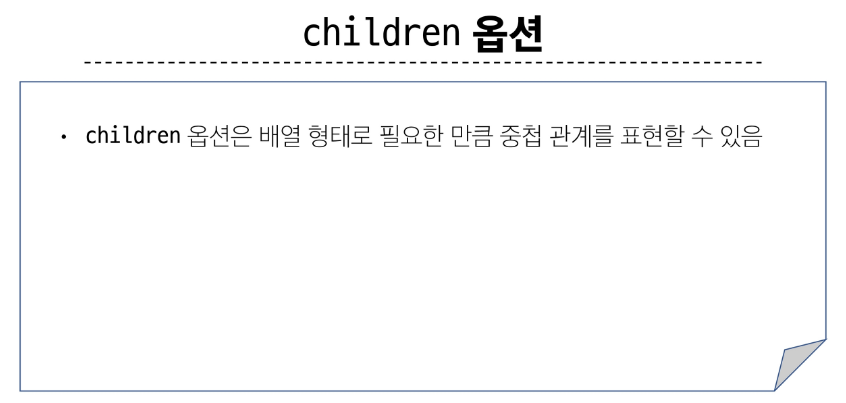 children 옵션
• children 옵션은 배열 형태로 필요한 만큼 중첩 관계를 표현할 수 있음